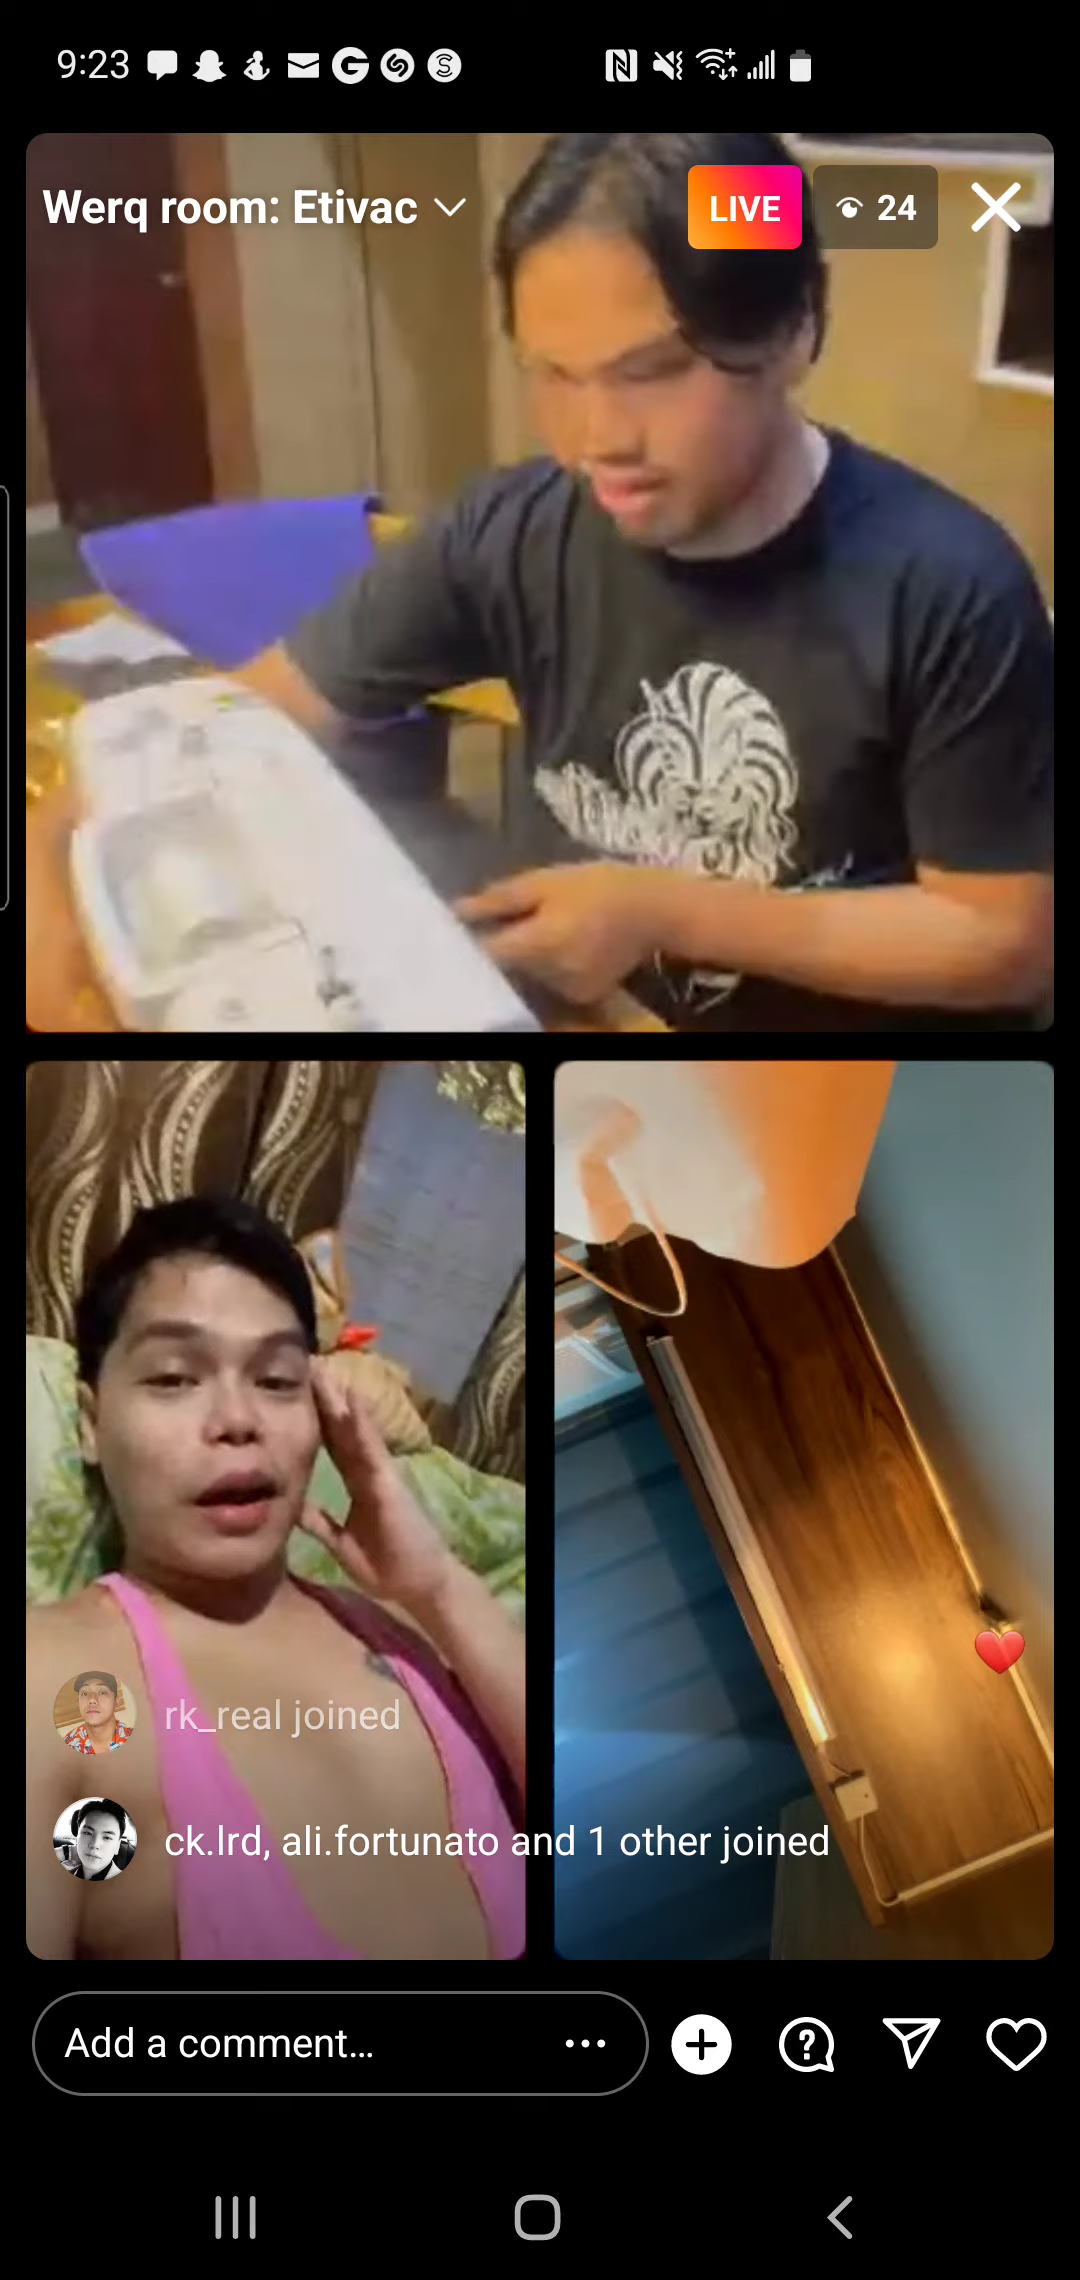 9:23
Werq room: Etivac
LIVE
24
rk_real joined
ck.lrd, ali.fortunato and 1 other joined
Add a comment...